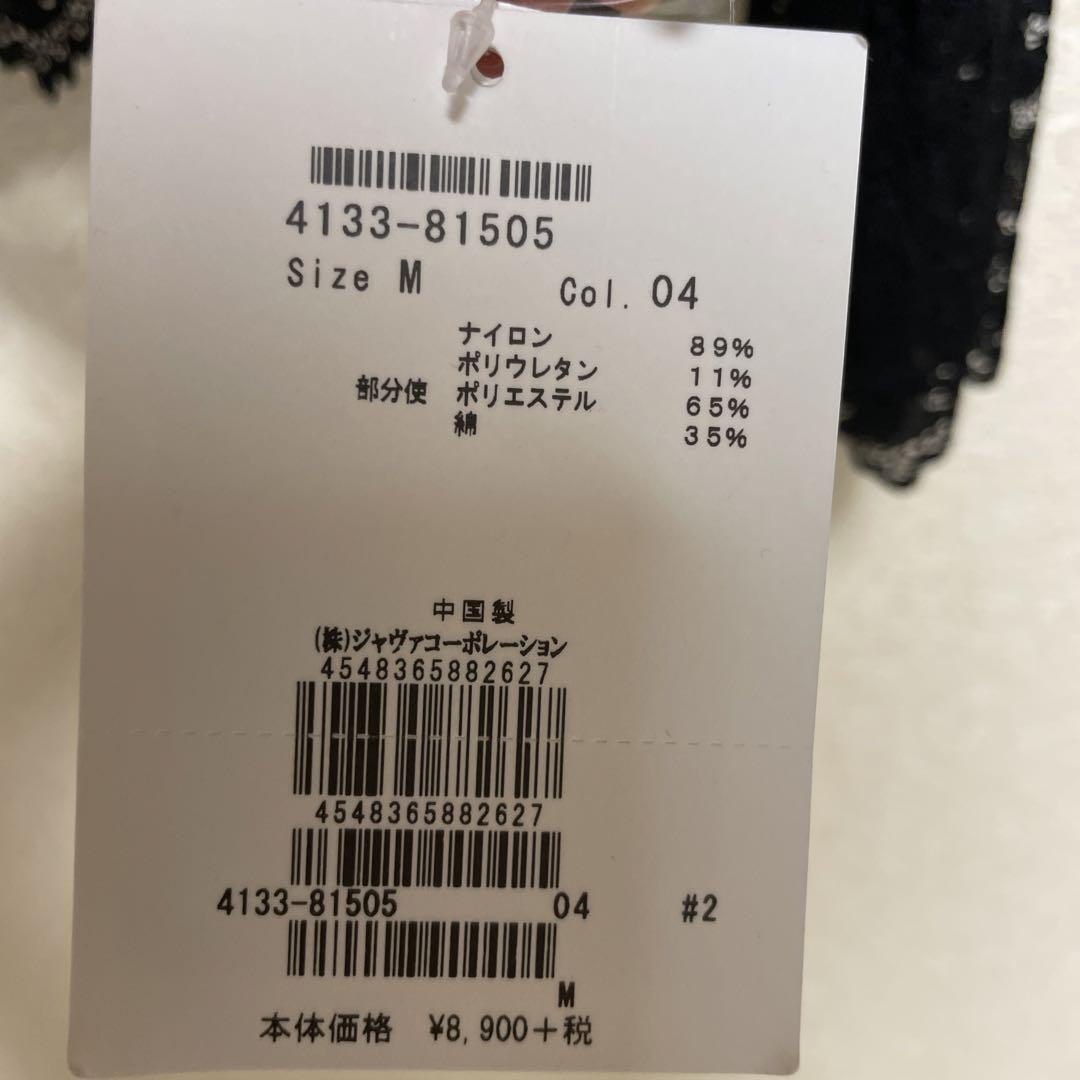 4133-81505
Size M Col. 04
ナイロン 89%
ポリウレタン 11%
部分使 ポリエステル 65%
綿 35%
中国製
(株)ジャヴァコーポレーション
4548365882627
4548365882627
4133-81505 04 #2
M
本体価格 ¥8,900+税